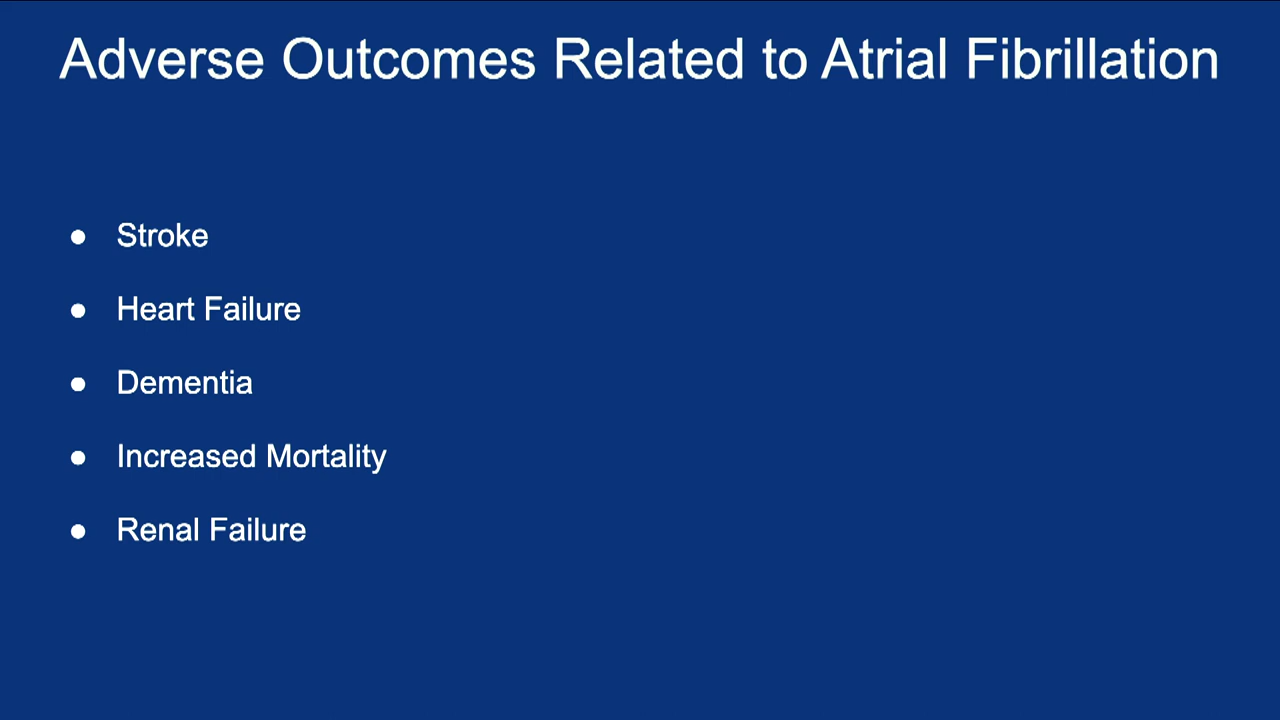 Adverse Outcomes Related to Atrial Fibrillation
● Stroke
● Heart Failure
● Dementia
● Increased Mortality
● Renal Failure